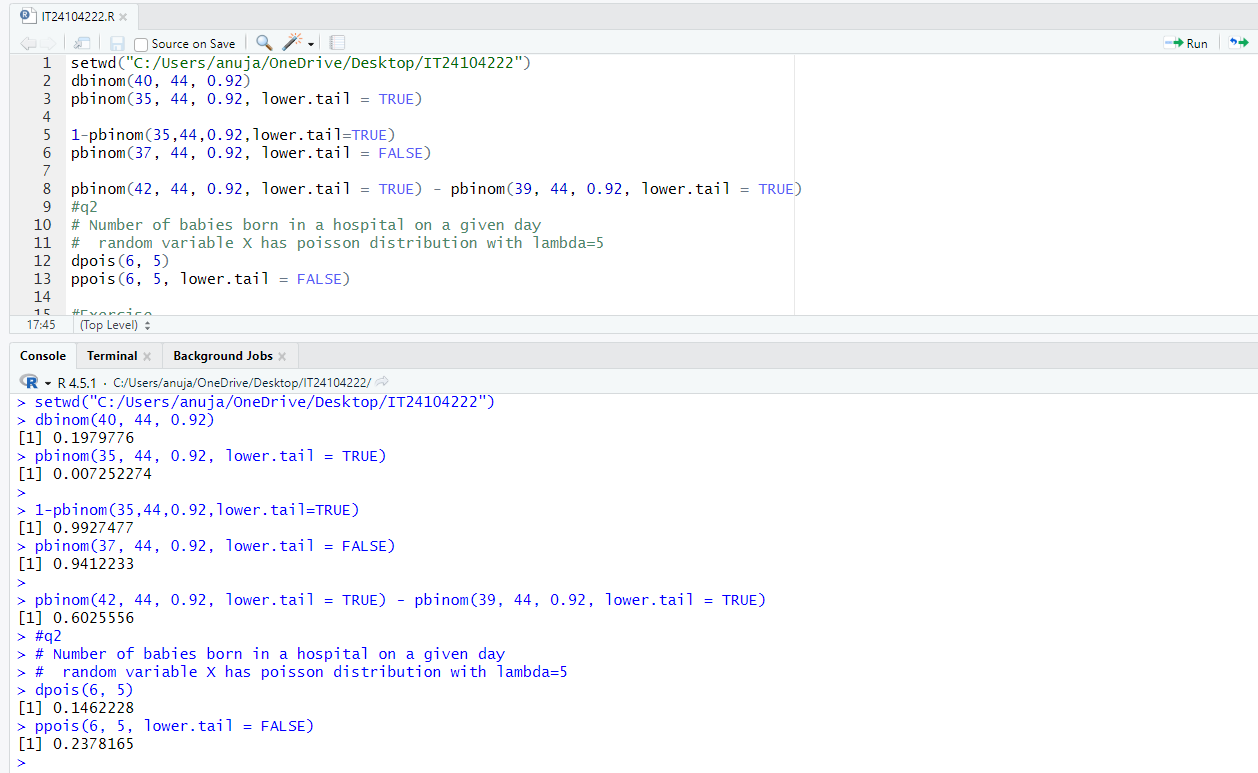 IT24104222.R
Source on Save
Run
1 setwd("C:/Users/anuja/OneDrive/Desktop/IT24104222")
2 dbinom(40, 44, 0.92)
3 pbinom(35, 44, 0.92, lower.tail = TRUE)
4
5 1-pbinom(35,44,0.92,lower.tail=TRUE)
6 pbinom(37, 44, 0.92, lower.tail = FALSE)
7
8 pbinom(42, 44, 0.92, lower.tail = TRUE) - pbinom(39, 44, 0.92, lower.tail = TRUE)
9 #q2
10 # Number of babies born in a hospital on a given day
11 #  random variable X has poisson distribution with lambda=5
12 dpois(6, 5)
13 ppois(6, 5, lower.tail = FALSE)
14
15 #Exercise
17:45 (Top Level)
Console Terminal Background Jobs
R R 4.5.1 · C:/Users/anuja/OneDrive/Desktop/IT24104222/
> setwd("C:/Users/anuja/OneDrive/Desktop/IT24104222")
> dbinom(40, 44, 0.92)
[1] 0.1979776
> pbinom(35, 44, 0.92, lower.tail = TRUE)
[1] 0.007252274
>
> 1-pbinom(35,44,0.92,lower.tail=TRUE)
[1] 0.9927477
> pbinom(37, 44, 0.92, lower.tail = FALSE)
[1] 0.9412233
>
> pbinom(42, 44, 0.92, lower.tail = TRUE) - pbinom(39, 44, 0.92, lower.tail = TRUE)
[1] 0.6025556
> #q2
> # Number of babies born in a hospital on a given day
> #  random variable X has poisson distribution with lambda=5
> dpois(6, 5)
[1] 0.1462228
> ppois(6, 5, lower.tail = FALSE)
[1] 0.2378165
>